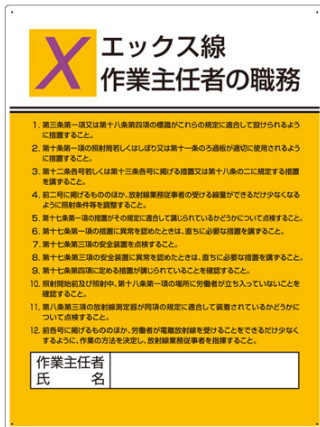 X エックス線
作業主任者の職務
1. 第三条第一項又は第十八条第四項の標識がこれらの規定に適合して設けられるよう
に措置すること。
2. 第十条第一項の照射筒若しくはしぼり又は第十一条のろ過板が適切に使用されるよう
に措置すること。
3. 第十二条各号若しくは第十三条各号に掲げる措置又は第十八条の二に規定する措置
を講ずること。
4. 前二号に掲げるもののほか、放射線業務従事者の受ける線量ができるだけ少なくなる
ように照射条件等を調整すること。
5. 第十七条第一項の措置がその規定に適合して講じられているかどうかについて点検すること。
6. 第十七条第一項の措置に異常を認めたときは、直ちに必要な措置を講ずること。
7. 第十七条第三項の安全装置を点検すること。
8. 第十七条第三項の安全装置に異常を認めたときは、直ちに必要な措置を講ずること。
9. 第十七条第四項に定める措置が講じられていることを確認すること。
10. 照射開始前及び照射中、第十八条第一項の場所に労働者が立ち入っていないことを
確認すること。
11. 第八条第三項の放射線測定器が同項の規定に適合して装着されているかどうかに
ついて点検すること。
12. 前各号に掲げるもののほか、労働者が電離放射線を受けることをできるだけ少なく
するように、作業の方法を決定し、放射線業務従事者を指揮すること。
作業主任者
氏 名